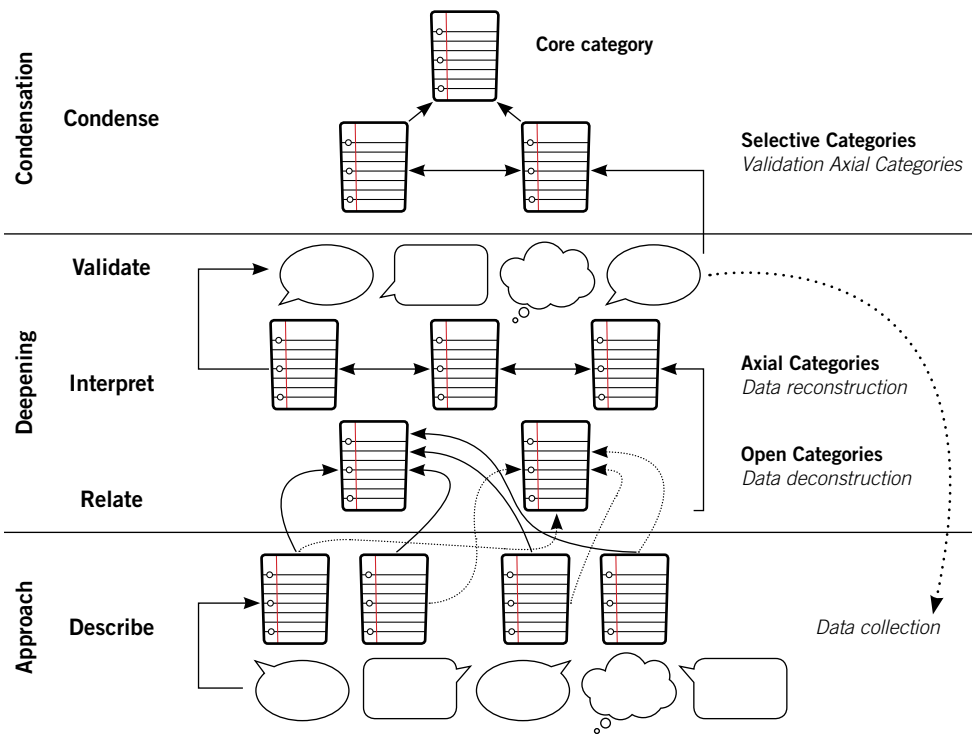 Condensation
Core category
Condense
Selective Categories
Validation Axial Categories
Deepening
Validate
Interpret
Axial Categories
Data reconstruction
Open Categories
Data deconstruction
Relate
Approach
Describe
Data collection